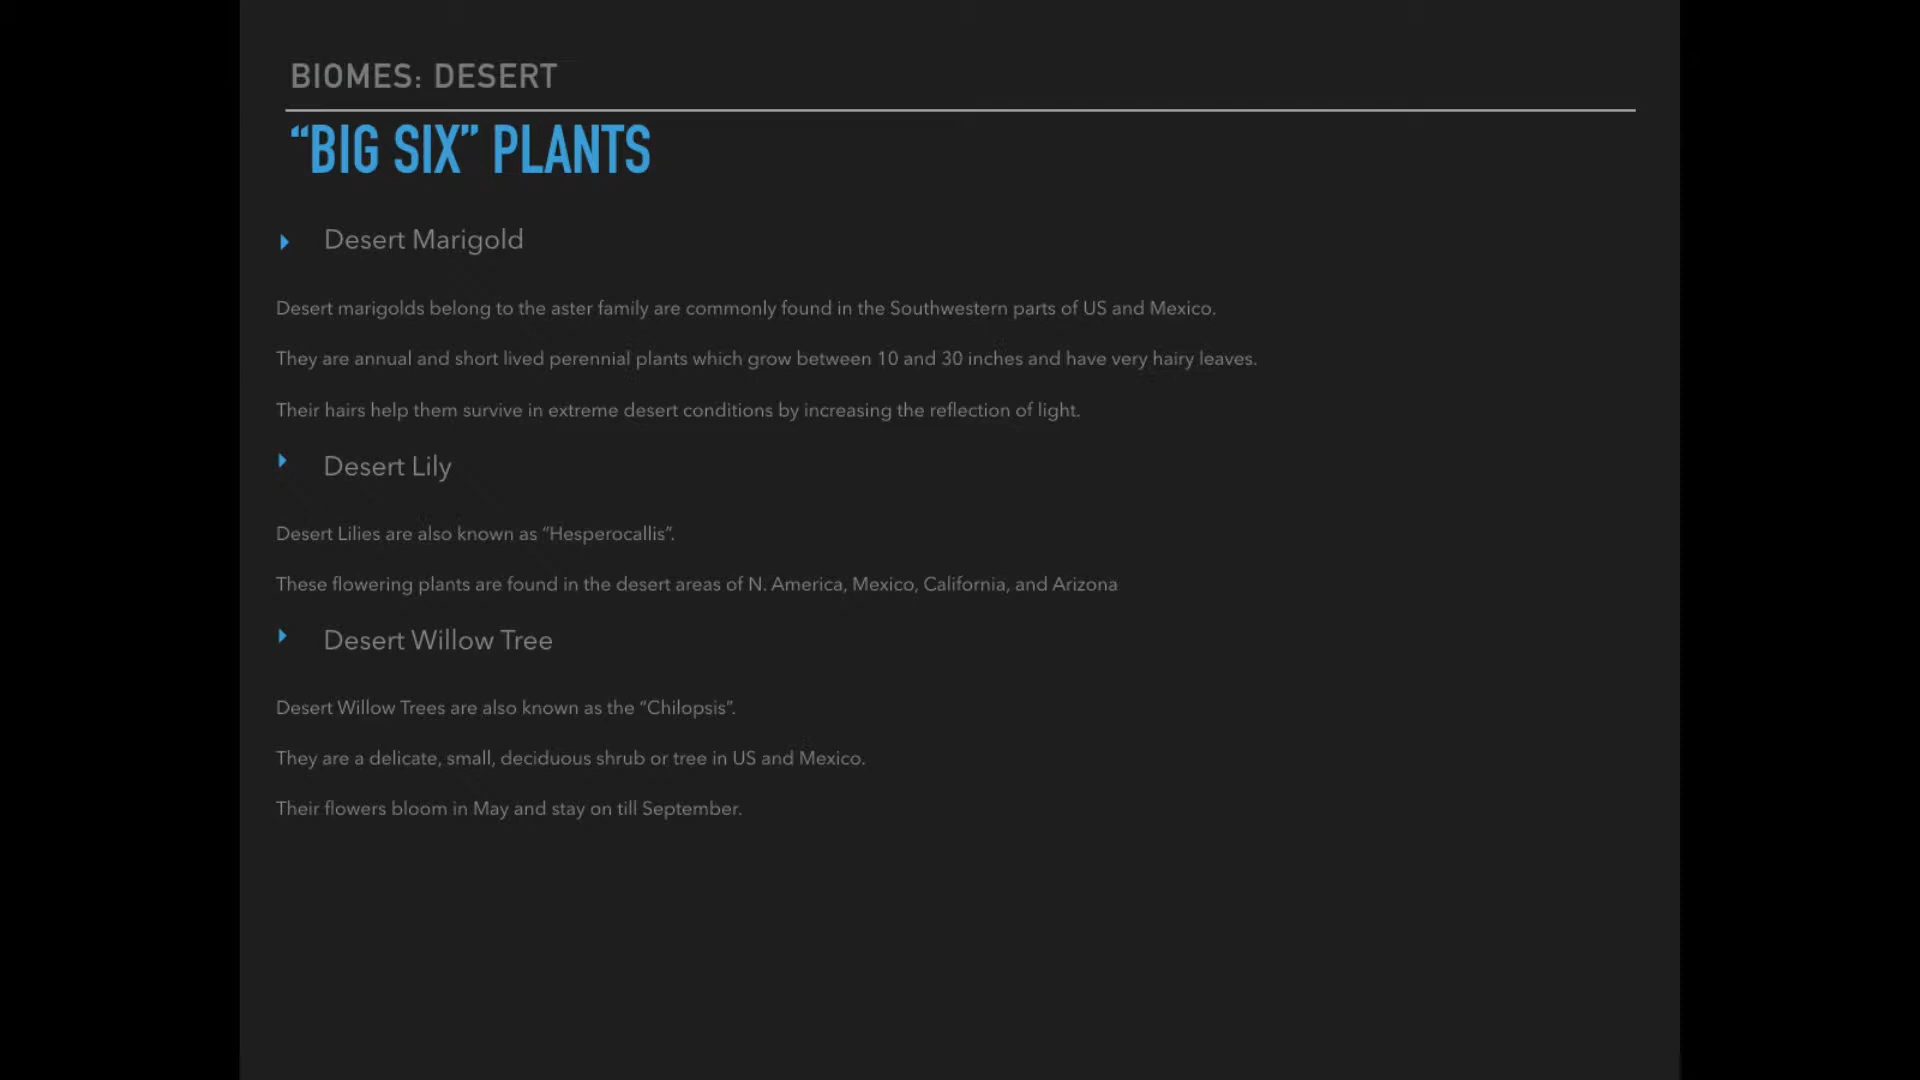 BIOMES: DESERT
“BIG SIX” PLANTS
Desert Marigold
Desert marigolds belong to the aster family are commonly found in the Southwestern parts of US and Mexico.
They are annual and short lived perennial plants which grow between 10 and 30 inches and have very hairy leaves.
Their hairs help them survive in extreme desert conditions by increasing the reflection of light.
Desert Lily
Desert Lilies are also known as “Hesperocallis”.
These flowering plants are found in the desert areas of N. America, Mexico, California, and Arizona
Desert Willow Tree
Desert Willow Trees are also known as the “Chilopsis”.
They are a delicate, small, deciduous shrub or tree in US and Mexico.
Their flowers bloom in May and stay on till September.